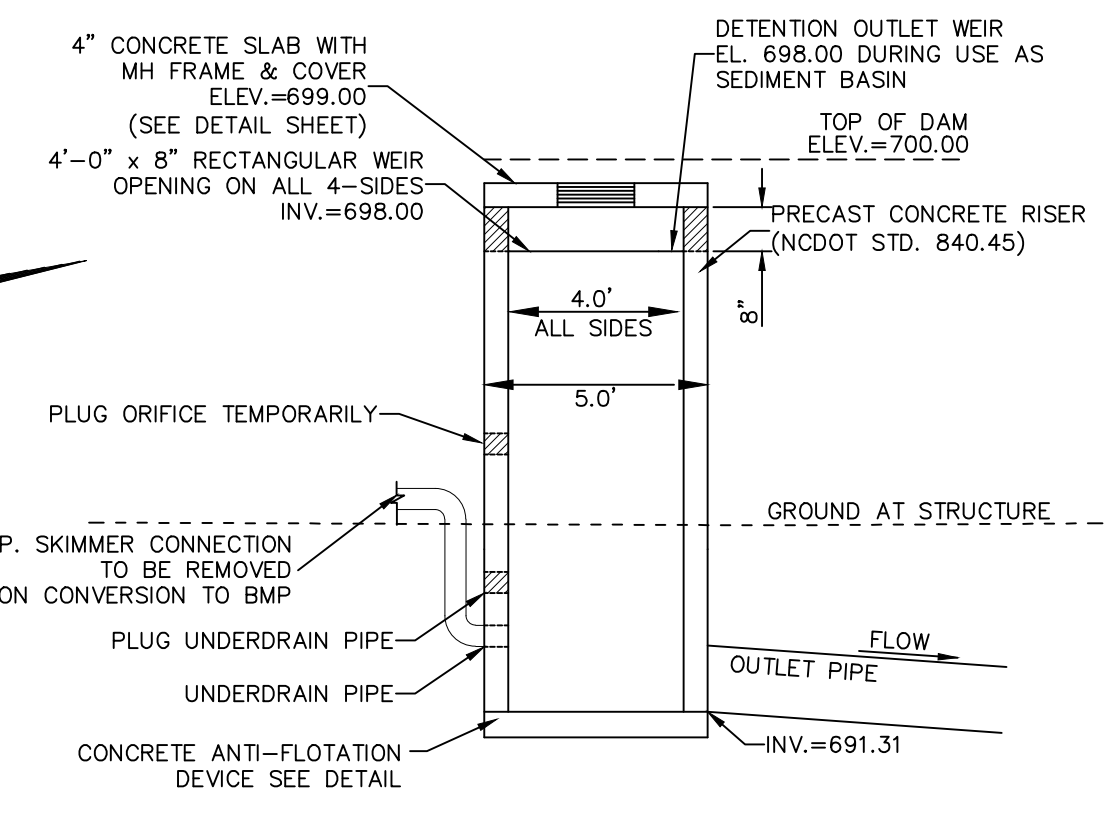 4" CONCRETE SLAB WITH
MH FRAME & COVER
ELEV.=699.00
(SEE DETAIL SHEET)
4'-0" x 8" RECTANGULAR WEIR
OPENING ON ALL 4-SIDES
INV.=698.00
DETENTION OUTLET WEIR
EL. 698.00 DURING USE AS
SEDIMENT BASIN
TOP OF DAM
ELEV.=700.00
PRECAST CONCRETE RISER
(NCDOT STD. 840.45)
8"
4.0'
ALL SIDES
5.0'
PLUG ORIFICE TEMPORARILY
GROUND AT STRUCTURE
P. SKIMMER CONNECTION
TO BE REMOVED
ON CONVERSION TO BMP
PLUG UNDERDRAIN PIPE
UNDERDRAIN PIPE
FLOW
OUTLET PIPE
INV.=691.31
CONCRETE ANTI-FLOTATION
DEVICE SEE DETAIL